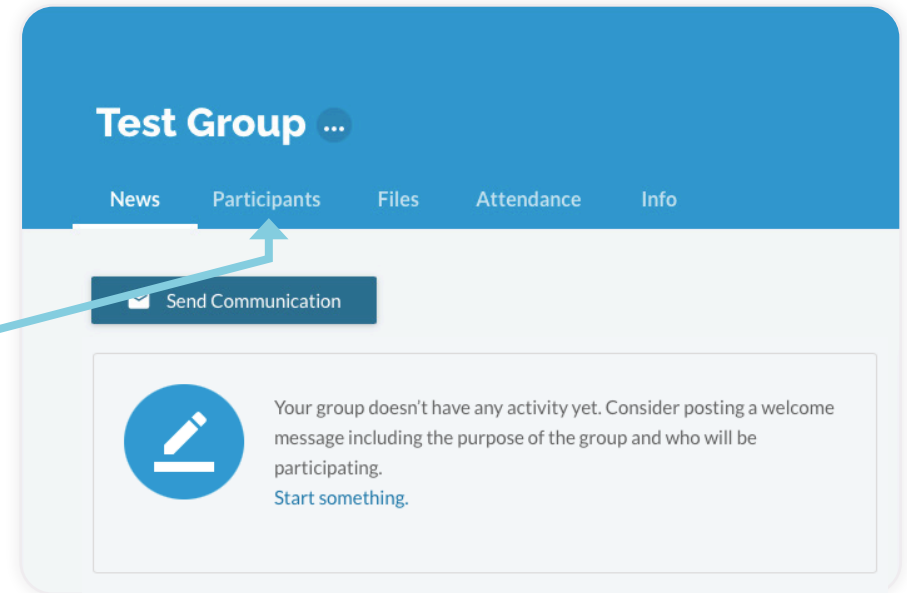 Test Group ...
News Participants Files Attendance Info
Send Communication
Your group doesn't have any activity yet. Consider posting a welcome
message including the purpose of the group and who will be
participating.
Start something.